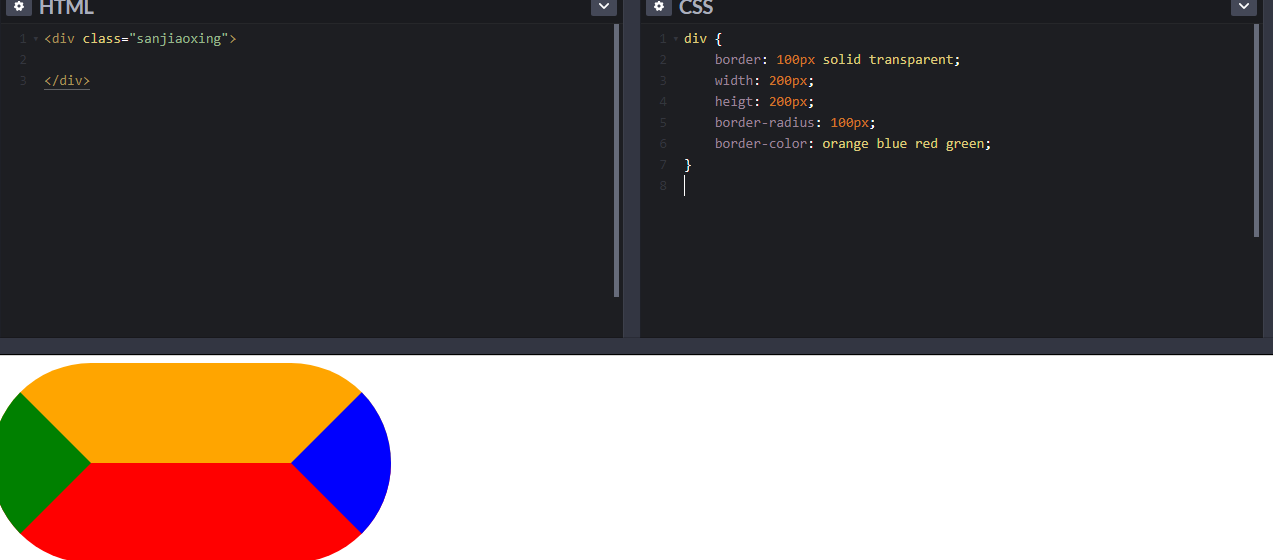 HTML
1 <div class="sanjiaoxing">
2
3 </div>
CSS
1 div {
2 border: 100px solid transparent;
3 width: 200px;
4 heigt: 200px;
5 border-radius: 100px;
6 border-color: orange blue red green;
7 }
8